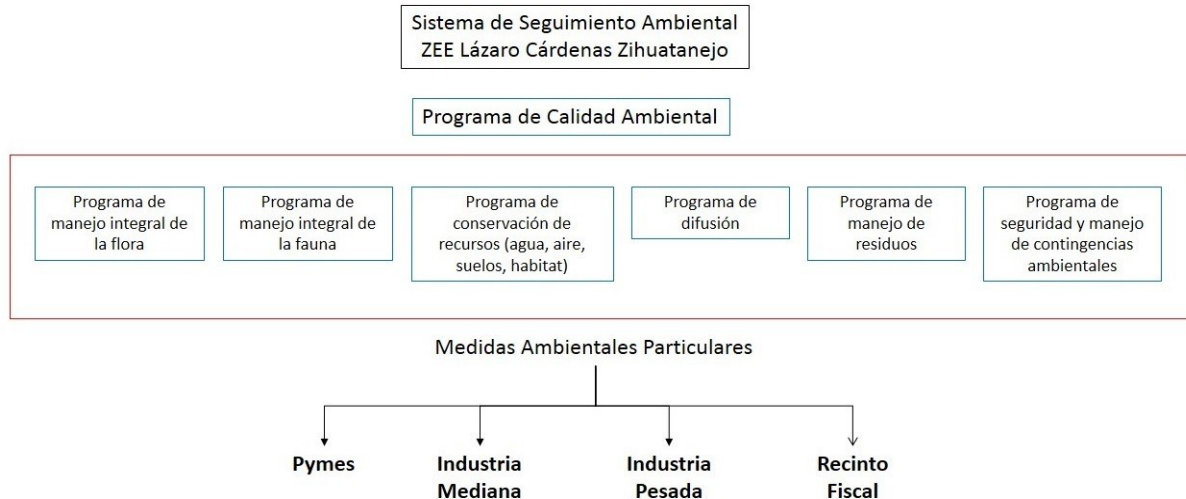 Sistema de Seguimiento Ambiental
ZEE Lázaro Cárdenas Zihuatanejo
Programa de Calidad Ambiental
Programa de
manejo integral de
la flora
Programa de
manejo integral de
la fauna
Programa de
conservación de
recursos (agua, aire,
suelos, habitat)
Programa de
difusión
Programa de
manejo de
residuos
Programa de
seguridad y manejo
de contingencias
ambientales
Medidas Ambientales Particulares
Pymes
Industria
Mediana
Industria
Pesada
Recinto
Fiscal